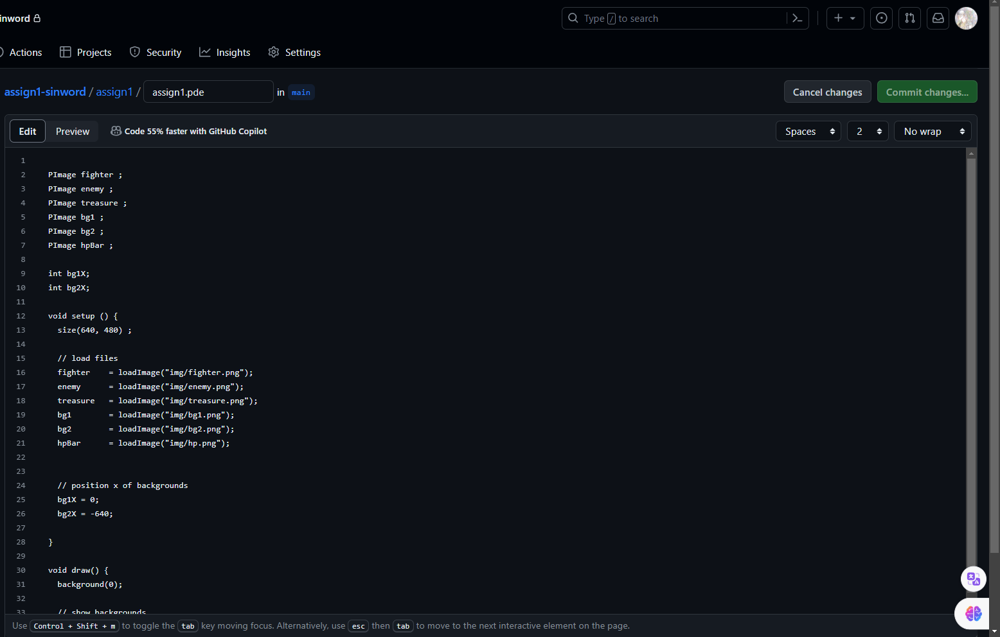 inword
Type / to search
Actions
Projects
Security
Insights
Settings
assign1-sinword / assign1 / assign1.pde in main
Cancel changes
Commit changes...
Edit
Preview
Code 55% faster with GitHub Copilot
Spaces
2
No wrap
1
2 PImage fighter ;
3 PImage enemy ;
4 PImage treasure ;
5 PImage bg1 ;
6 PImage bg2 ;
7 PImage hpBar ;
8
9 int bg1X;
10 int bg2X;
11
12 void setup () {
13   size(640, 480) ;
14
15   // load files
16   fighter    = loadImage("img/fighter.png");
17   enemy      = loadImage("img/enemy.png");
18   treasure   = loadImage("img/treasure.png");
19   bg1        = loadImage("img/bg1.png");
20   bg2        = loadImage("img/bg2.png");
21   hpBar      = loadImage("img/hp.png");
22
23
24   // position x of backgrounds
25   bg1X = 0;
26   bg2X = -640;
27
28 }
29
30 void draw() {
31   background(0);
32
33   // show backgrounds
Use Control + Shift + m to toggle the tab key moving focus. Alternatively, use esc then tab to move to the next interactive element on the page.